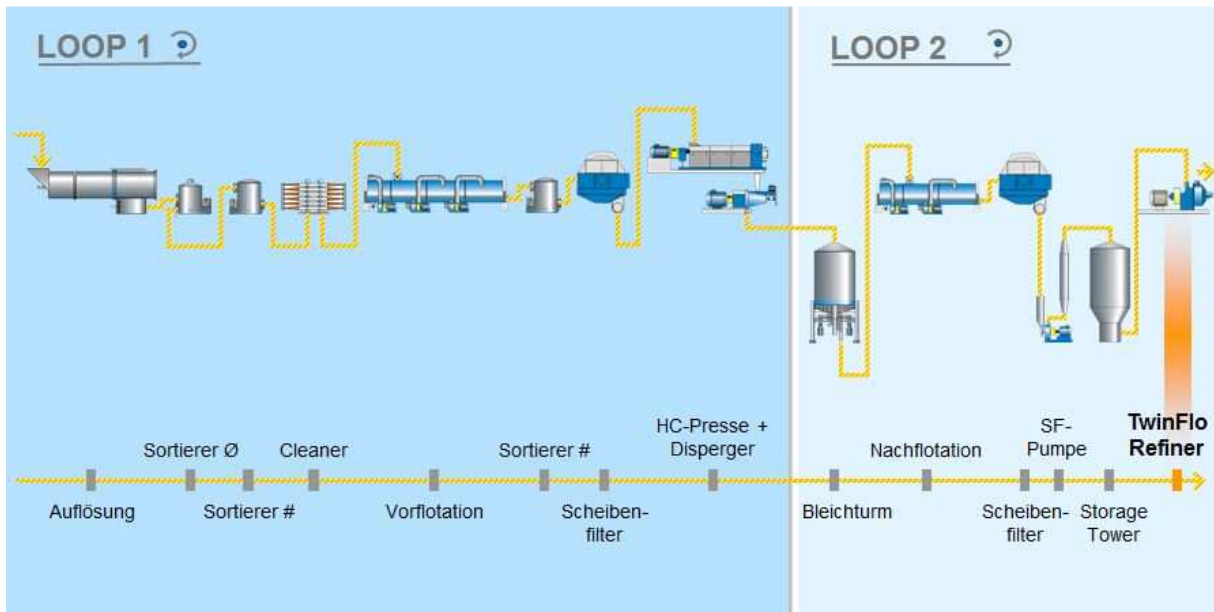 LOOP 1
LOOP 2
Auflösung
Sortierer Ø
Sortierer #
Cleaner
Vorflotation
Sortierer #
Scheiben-
filter
HC-Presse +
Disperger
Bleichturm
Nachflotation
Scheiben-
filter
SF-
Pumpe
Storage
Tower
TwinFlo
Refiner